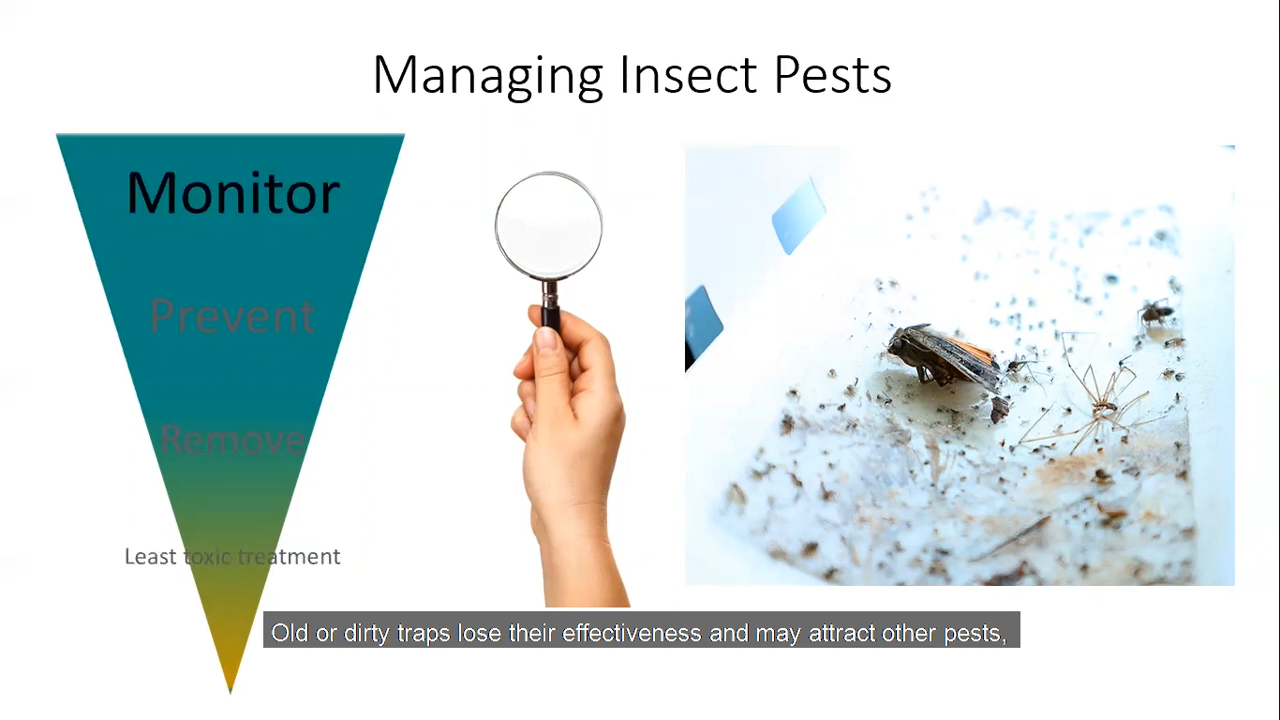 Managing Insect Pests
Monitor
Prevent
Remove
Least toxic treatment
Old or dirty traps lose their effectiveness and may attract other pests,